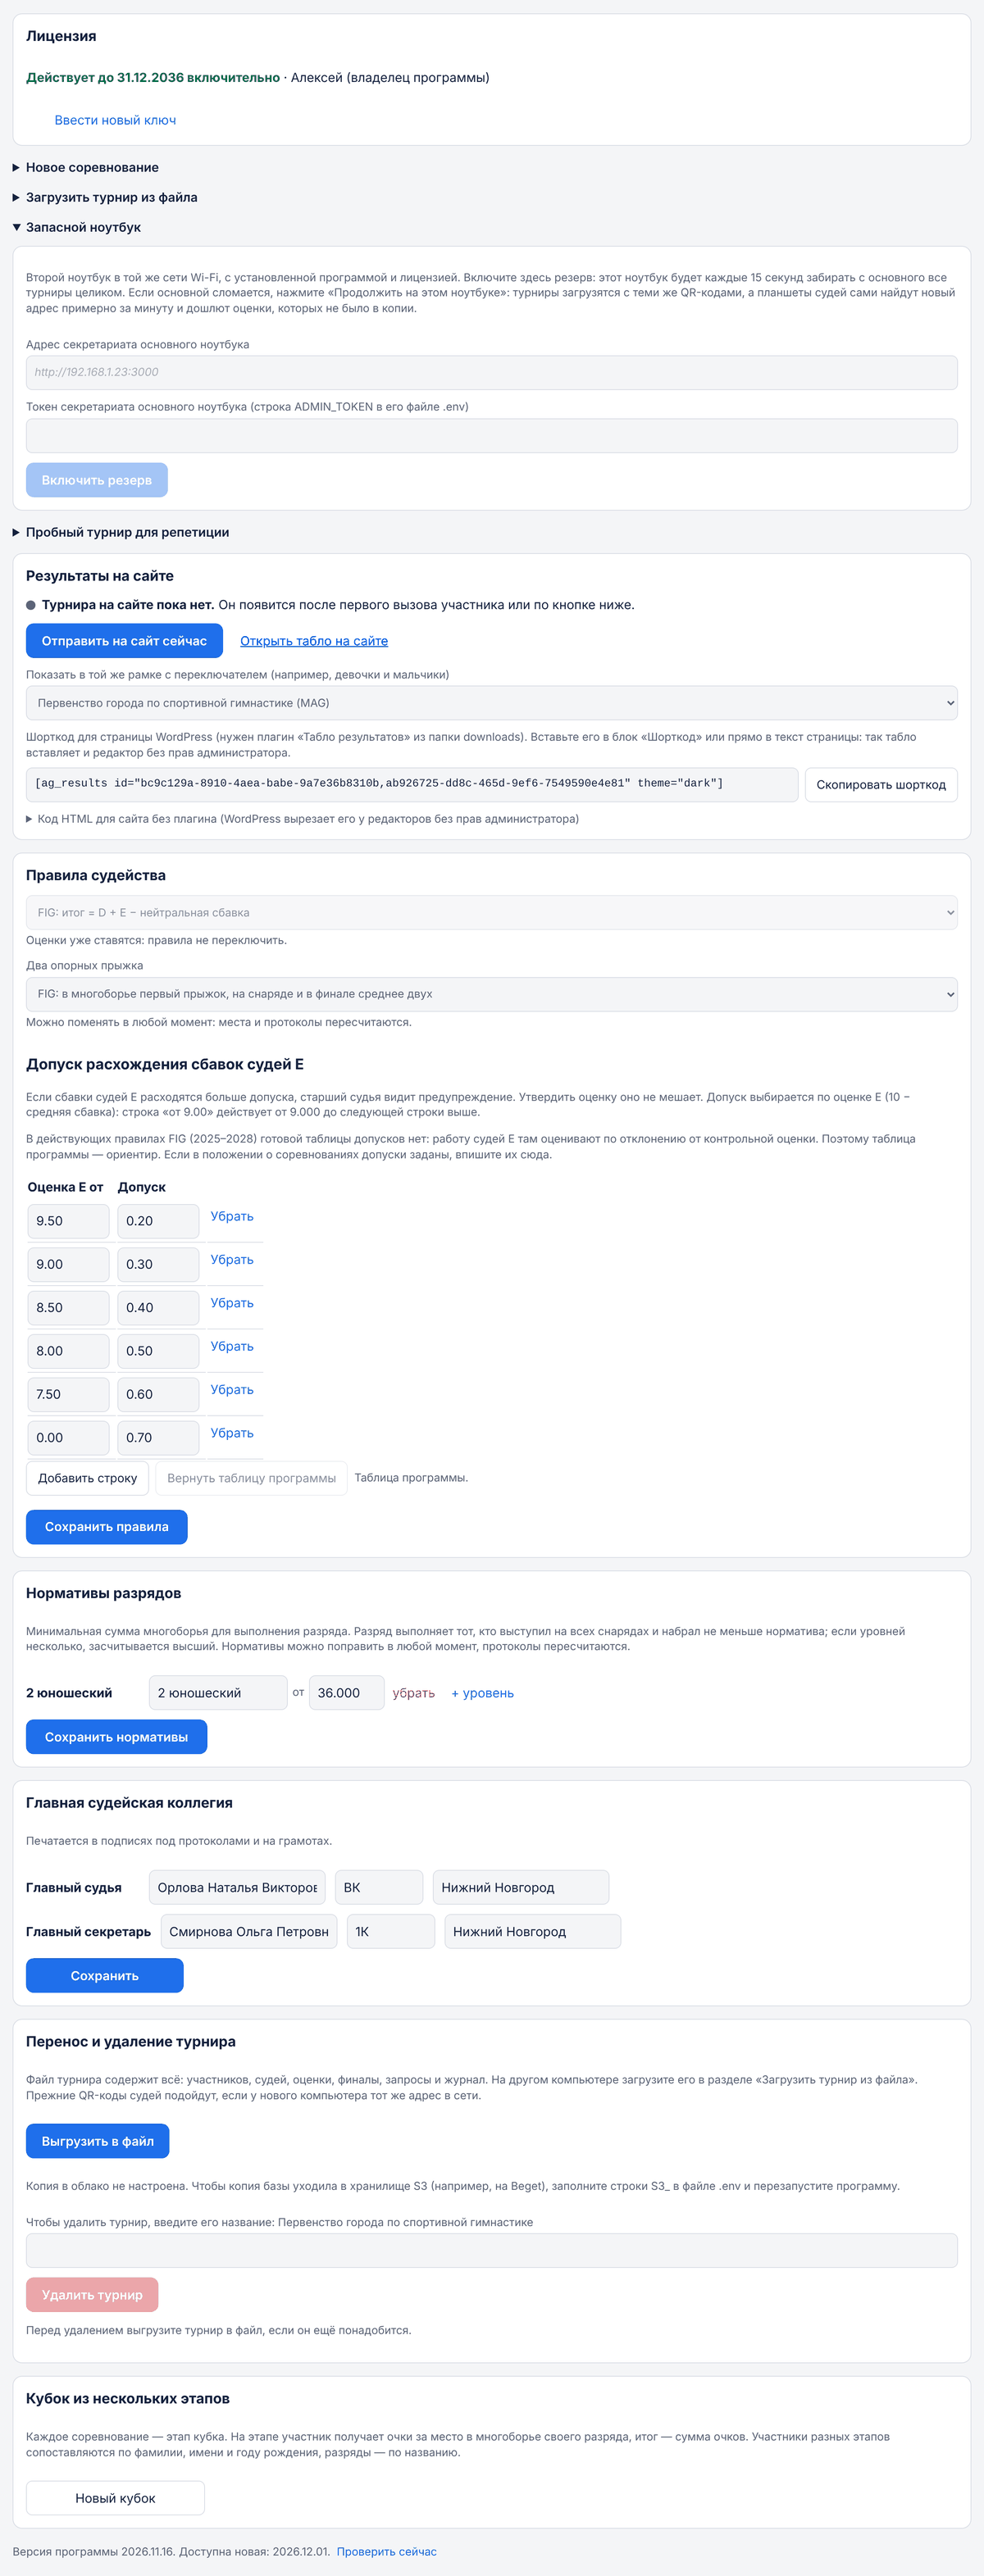 Лицензия
Действует до 31.12.2036 включительно · Алексей (владелец программы)
Ввести новый ключ
Новое соревнование
Загрузить турнир из файла
Запасной ноутбук
Второй ноутбук в той же сети Wi-Fi, с установленной программой и лицензией. Включите здесь резерв: этот ноутбук будет каждые 15 секунд забирать с основного все
турниры целиком. Если основной сломается, нажмите «Продолжить на этом ноутбуке»: турниры загрузятся с теми же QR-кодами, а планшеты судей сами найдут новый
адрес примерно за минуту и дошлют оценки, которых не было в копии.
Адрес секретариата основного ноутбука
http://192.168.1.23:3000
Токен секретариата основного ноутбука (строка ADMIN_TOKEN в его файле .env)
Включить резерв
Пробный турнир для репетиции
Результаты на сайте
Турнира на сайте пока нет. Он появится после первого вызова участника или по кнопке ниже.
Отправить на сайт сейчас Открыть табло на сайте
Показать в той же рамке с переключателем (например, девочки и мальчики)
Первенство города по спортивной гимнастике (MAG)
Шорткод для страницы WordPress (нужен плагин «Табло результатов» из папки downloads). Вставьте его в блок «Шорткод» или прямо в текст страницы: так табло
вставляет и редактор без прав администратора.
[ag_results id="bc9c129a-8910-4aea-babe-9a7e36b8310b,ab926725-dd8c-465d-9ef6-7549590e4e81" theme="dark"] Скопировать шорткод
Код HTML для сайта без плагина (WordPress вырезает его у редакторов без прав администратора)
Правила судейства
FIG: итог = D + E − нейтральная сбавка
Оценки уже ставятся: правила не переключить.
Два опорных прыжка
FIG: в многоборье первый прыжок, на снаряде и в финале среднее двух
Можно поменять в любой момент: места и протоколы пересчитаются.
Допуск расхождения сбавок судей E
Если сбавки судей E расходятся больше допуска, старший судья видит предупреждение. Утвердить оценку оно не мешает. Допуск выбирается по оценке E (10 −
средняя сбавка): строка «от 9.00» действует от 9.000 до следующей строки выше.
В действующих правилах FIG (2025–2028) готовой таблицы допусков нет: работу судей E там оценивают по отклонению от контрольной оценки. Поэтому таблица
программы — ориентир. Если в положении о соревнованиях допуски заданы, впишите их сюда.
Оценка E от Допуск
9.50 0.20 Убрать
9.00 0.30 Убрать
8.50 0.40 Убрать
8.00 0.50 Убрать
7.50 0.60 Убрать
0.00 0.70 Убрать
Добавить строку Вернуть таблицу программы Таблица программы.
Сохранить правила
Нормативы разрядов
Минимальная сумма многоборья для выполнения разряда. Разряд выполняет тот, кто выступил на всех снарядах и набрал не меньше норматива; если уровней
несколько, засчитывается высший. Нормативы можно поправить в любой момент, протоколы пересчитаются.
2 юношеский 2 юношеский от 36.000 убрать + уровень
Сохранить нормативы
Главная судейская коллегия
Печатается в подписях под протоколами и на грамотах.
Главный судья Орлова Наталья Викторов ВК Нижний Новгород
Главный секретарь Смирнова Ольга Петровн 1К Нижний Новгород
Сохранить
Перенос и удаление турнира
Файл турнира содержит всё: участников, судей, оценки, финалы, запросы и журнал. На другом компьютере загрузите его в разделе «Загрузить турнир из файла».
Прежние QR-коды судей подойдут, если у нового компьютера тот же адрес в сети.
Выгрузить в файл
Копия в облако не настроена. Чтобы копия базы уходила в хранилище S3 (например, на Beget), заполните строки S3_ в файле .env и перезапустите программу.
Чтобы удалить турнир, введите его название: Первенство города по спортивной гимнастике
Удалить турнир
Перед удалением выгрузите турнир в файл, если он ещё понадобится.
Кубок из нескольких этапов
Каждое соревнование — этап кубка. На этапе участник получает очки за место в многоборье своего разряда, итог — сумма очков. Участники разных этапов
сопоставляются по фамилии, имени и году рождения, разряды — по названию.
Новый кубок
Версия программы 2026.11.16. Доступна новая: 2026.12.01. Проверить сейчас